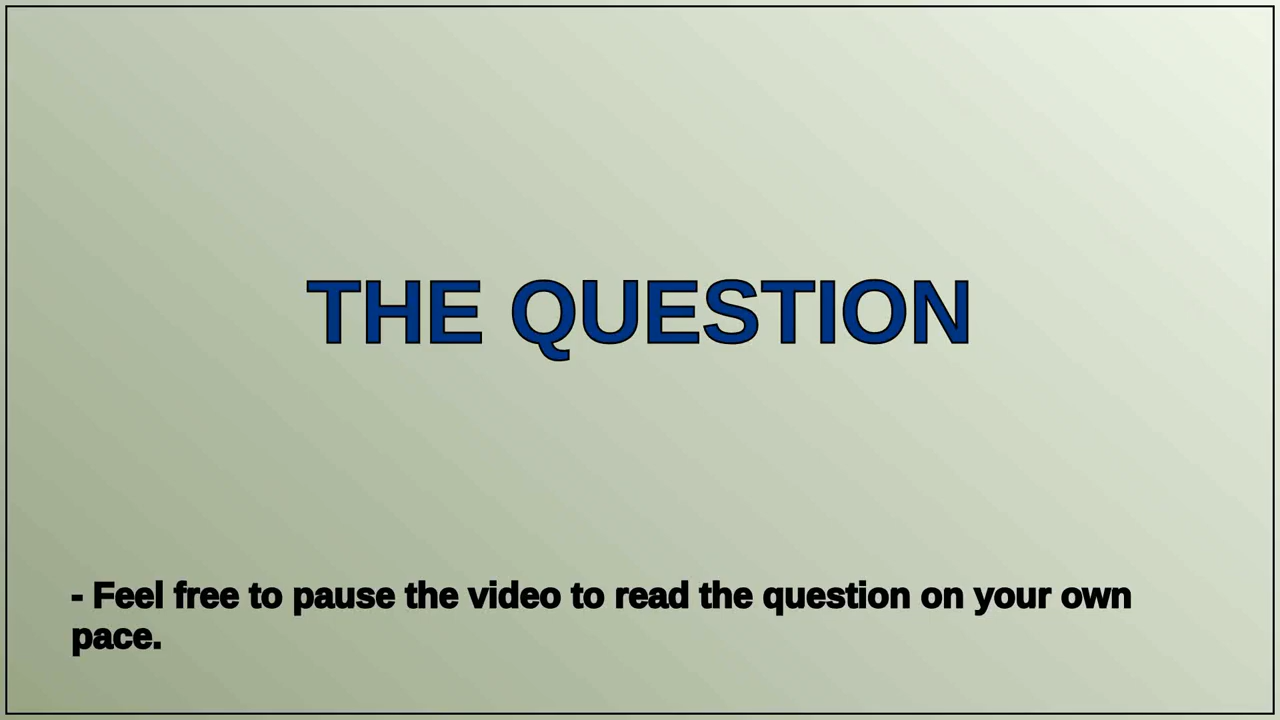 THE QUESTION
- Feel free to pause the video to read the question on your own
pace.